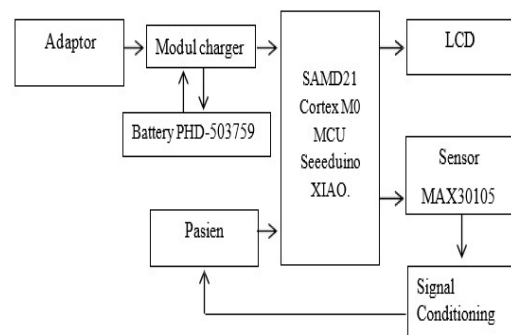 Adaptor
Modul charger
Battery PHD-503759
SAMD21
Cortex M0
MCU
Seeeduino
XIAO.
LCD
Sensor
MAX30105
Pasien
Signal
Conditioning